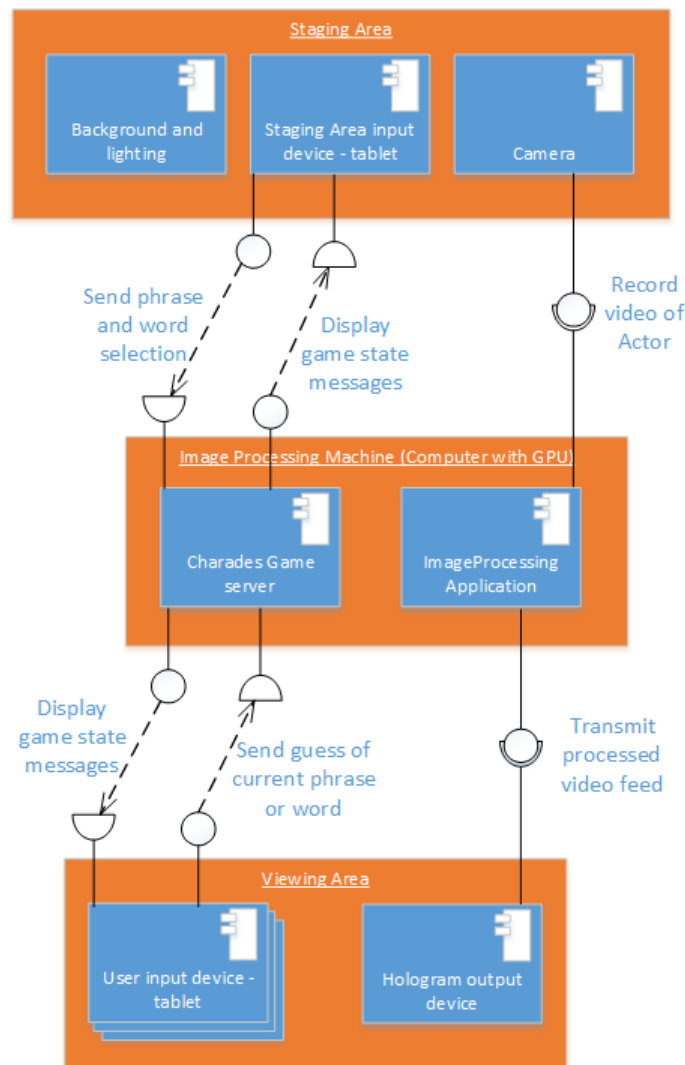 Staging Area
Background and
lighting
Staging Area input
device - tablet
Camera
Send phrase
and word
selection
Display
game state
messages
Record
video of
Actor
Image Processing Machine (Computer with GPU)
Charades Game
server
ImageProcessing
Application
Display
game state
messages
Send guess of
current phrase
or word
Transmit
processed
video feed
Viewing Area
User input device -
tablet
Hologram output
device